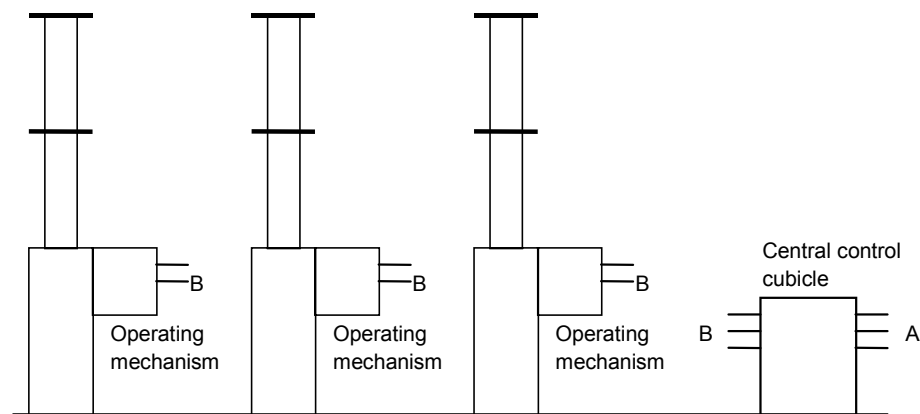 B
Operating
mechanism
B
Operating
mechanism
B
Operating
mechanism
Central control
cubicle
B
A